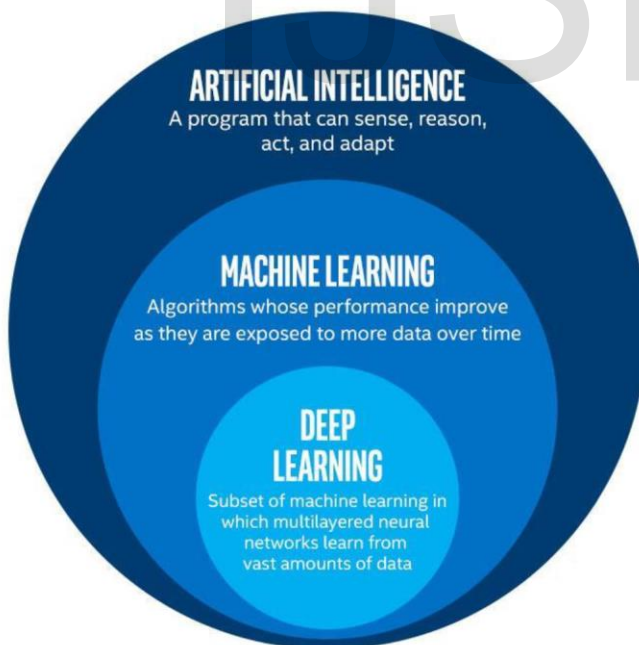 ARTIFICIAL INTELLIGENCE
A program that can sense, reason,
act, and adapt
MACHINE LEARNING
Algorithms whose performance improve
as they are exposed to more data over time
DEEP
LEARNING
Subset of machine learning in
which multilayered neural
networks learn from
vast amounts of data